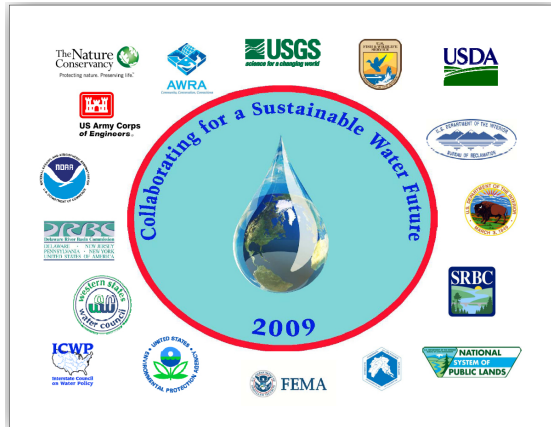 The Nature
Conservancy
Protecting nature. Preserving life.
AWRA
USGS
science for a changing world
U.S.
FISH & WILDLIFE
SERVICE
USDA
US Army Corps
of Engineers®
Collaborating for a Sustainable Water Future
2009
U.S. DEPARTMENT OF THE INTERIOR
BUREAU OF RECLAMATION
NOAA
U.S. DEPARTMENT OF THE INTERIOR
MARCH 3, 1849
DRBC
Delaware River Basin Commission
DELAWARE • NEW JERSEY
PENNSYLVANIA • NEW YORK
UNITED STATES OF AMERICA
western states
water council
SRBC
ICWP
Interstate Council
on Water Policy
UNITED STATES
ENVIRONMENTAL PROTECTION AGENCY
FEMA
NATIONAL
SYSTEM OF
PUBLIC LANDS